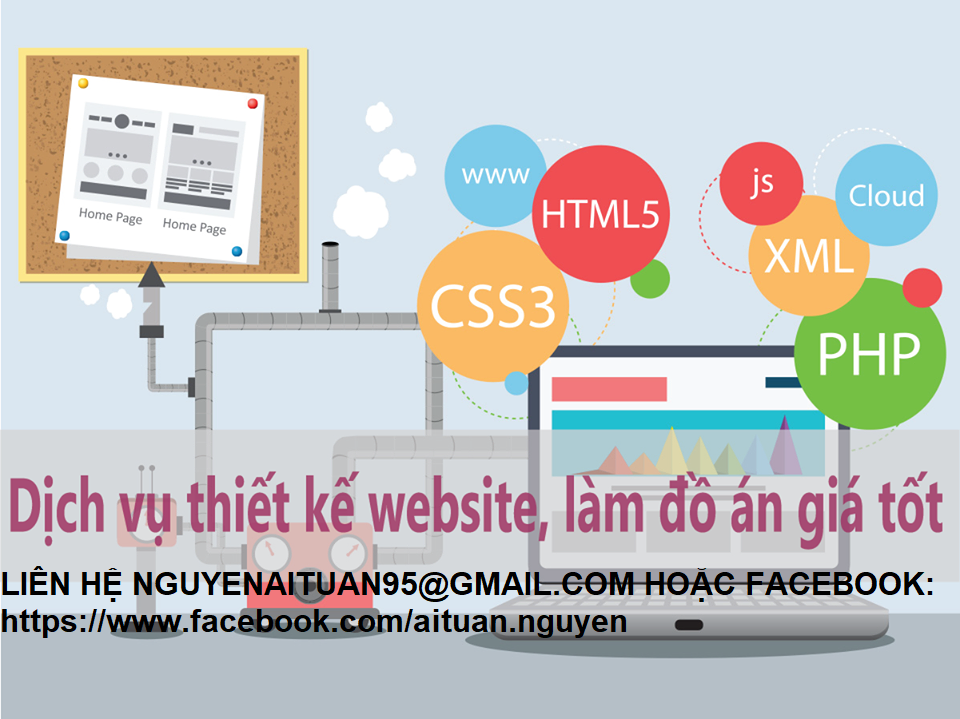 Home Page
Home Page
www
HTML5
CSS3
js
Cloud
XML
PHP
Dịch vụ thiết kế website, làm đồ án giá tốt
LIÊN HỆ NGUYENAITUAN95@GMAIL.COM HOẶC FACEBOOK:
https://www.facebook.com/aituan.nguyen